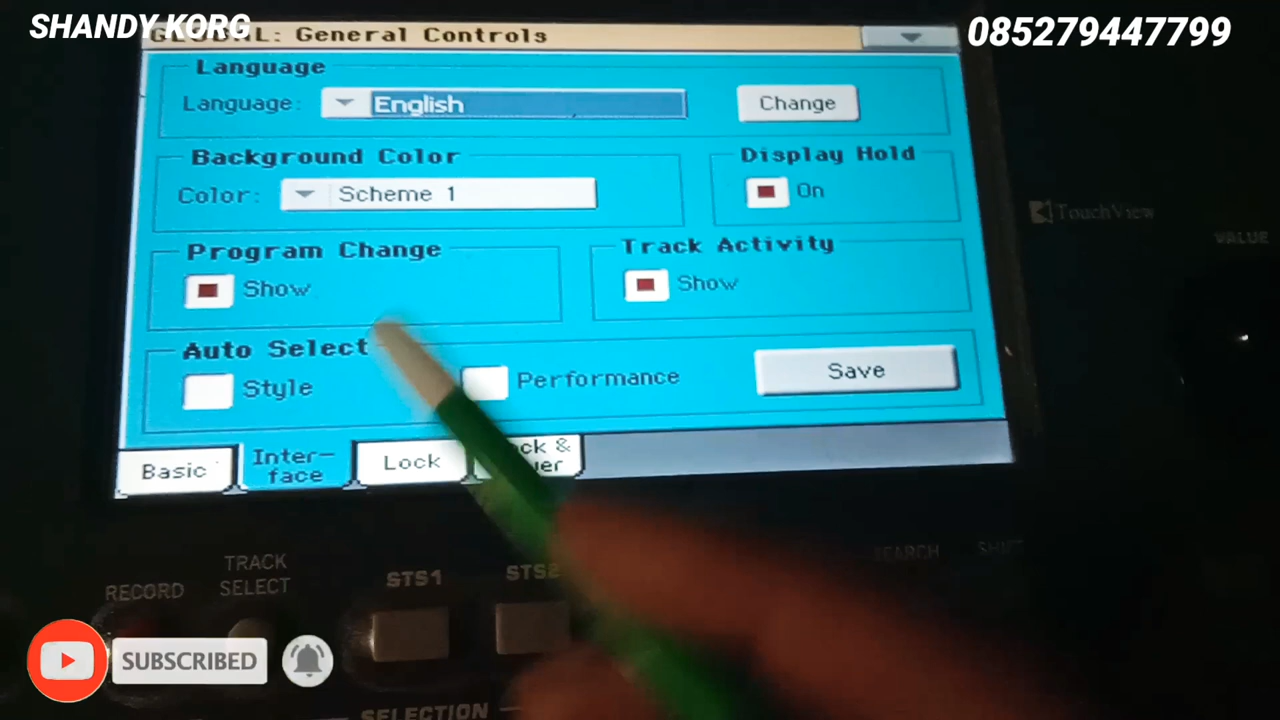 SHANDY KORG
085279447799
GLOBAL: General Controls
Language
Language: English
Change
Background Color
Color: Scheme 1
Display Hold
On
Program Change
Show
Track Activity
Show
Auto Select
Style
Performance
Save
Basic
Inter-
face
Lock
TouchView
VALUE
SEARCH
SHIFT
RECORD
TRACK
SELECT
STS1
STS2
SUBSCRIBED
SELECTION